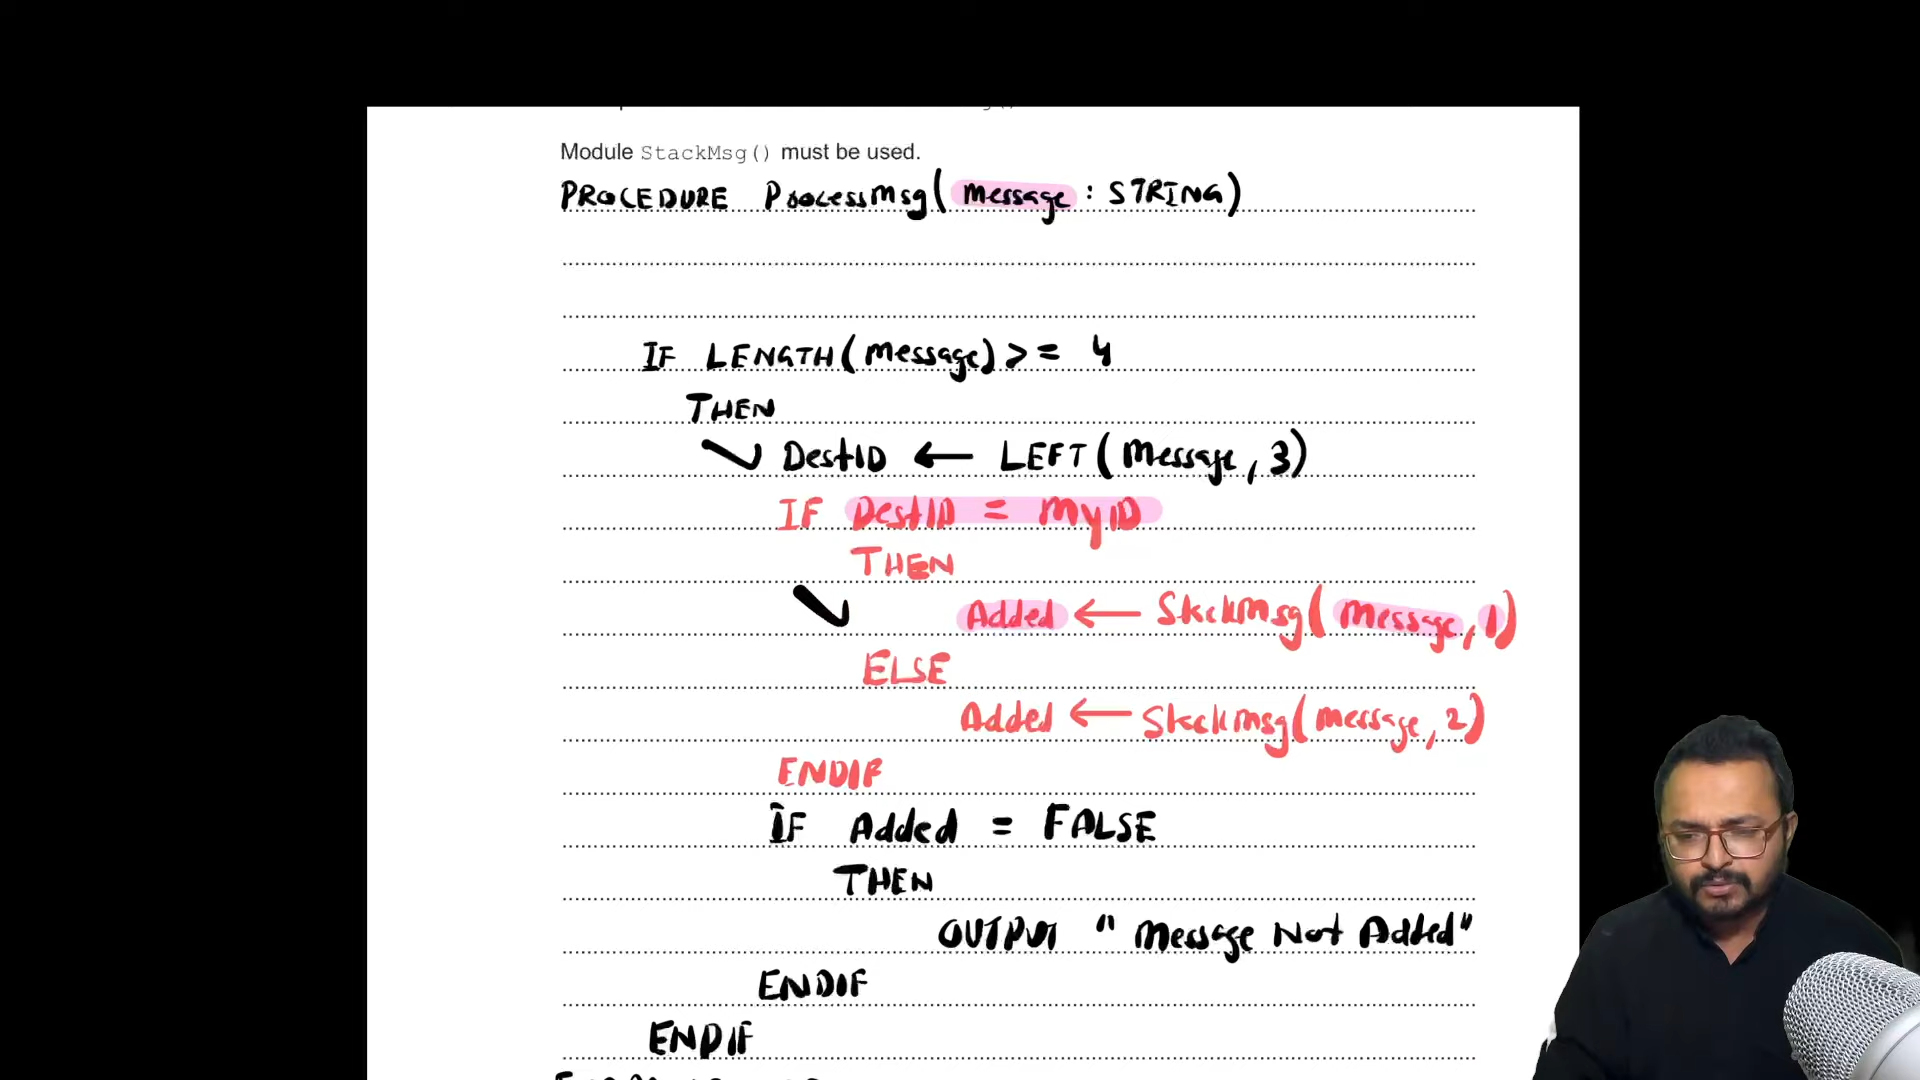 Module StackMsg() must be used.
PROCEDURE ProcessMsg(Message : STRING)
IF LENGTH(Message) >= 4
THEN
DestID ← LEFT(Message, 3)
IF DestID = MyID
THEN
Added ← StackMsg(Message, 1)
ELSE
Added ← StackMsg(Message, 2)
ENDIF
IF Added = FALSE
THEN
OUTPUT "Message Not Added"
ENDIF
ENDIF